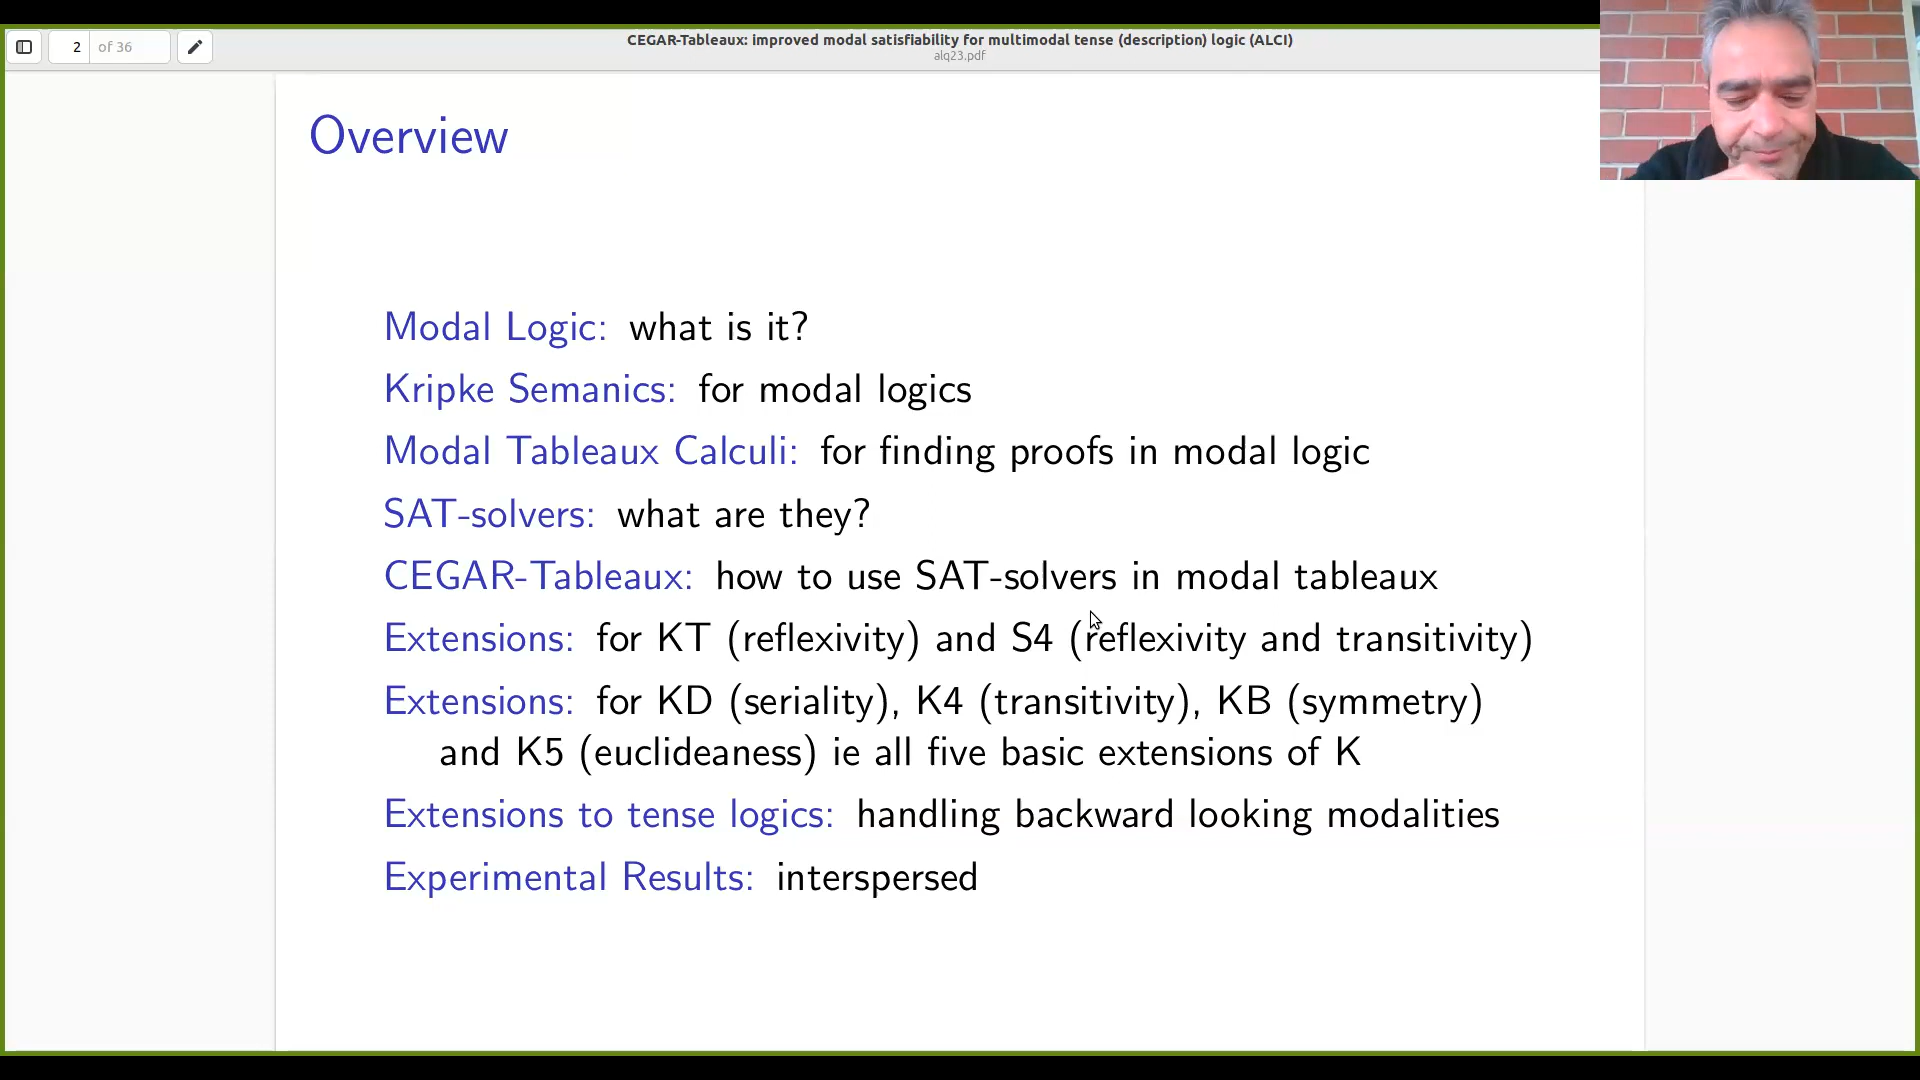 2 of 36
CEGAR-Tableaux: improved modal satisfiability for multimodal tense (description) logic (ALCI)
alq23.pdf
Overview
Modal Logic: what is it?
Kripke Semanics: for modal logics
Modal Tableaux Calculi: for finding proofs in modal logic
SAT-solvers: what are they?
CEGAR-Tableaux: how to use SAT-solvers in modal tableaux
Extensions: for KT (reflexivity) and S4 (reflexivity and transitivity)
Extensions: for KD (seriality), K4 (transitivity), KB (symmetry)
and K5 (euclideaness) ie all five basic extensions of K
Extensions to tense logics: handling backward looking modalities
Experimental Results: interspersed